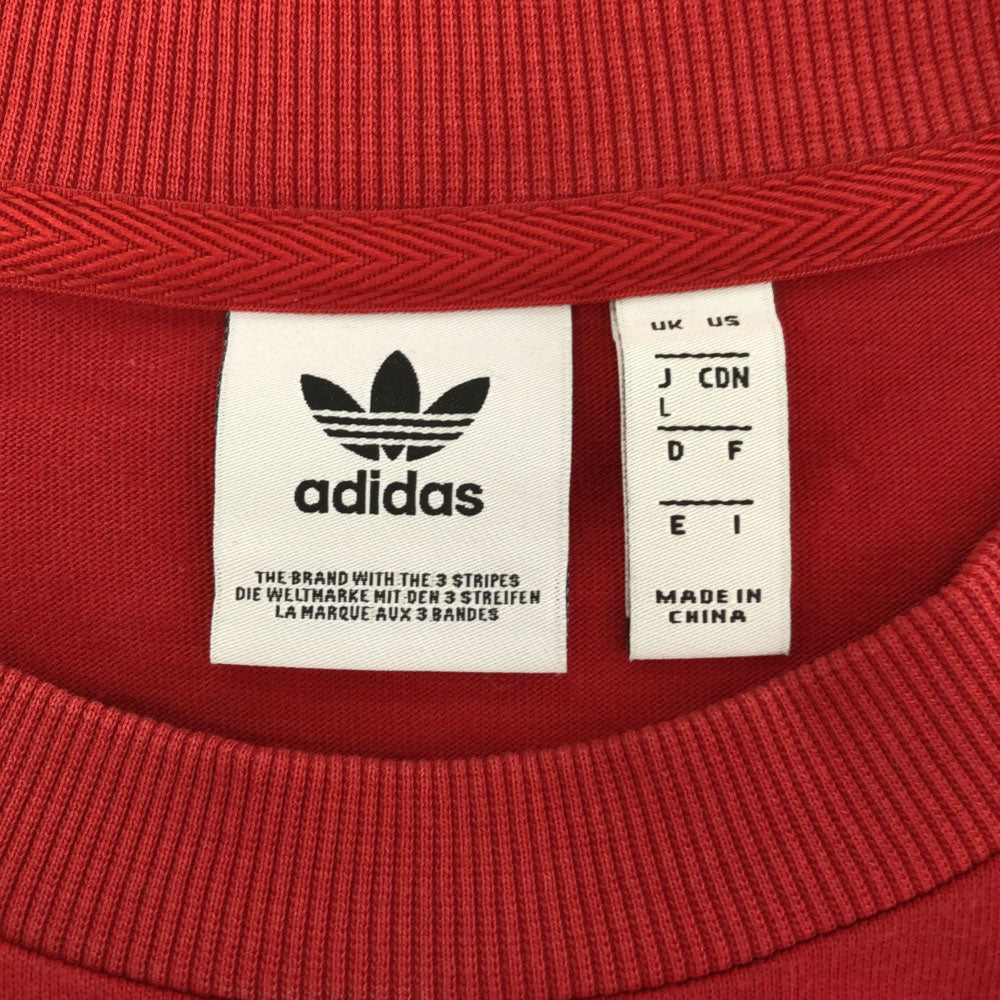 adidas
THE BRAND WITH THE 3 STRIPES
DIE WELTMARKE MIT DEN 3 STREIFEN
LA MARQUE AUX 3 BANDES
UK US
J CDN
L
D F
E I
MADE IN
CHINA